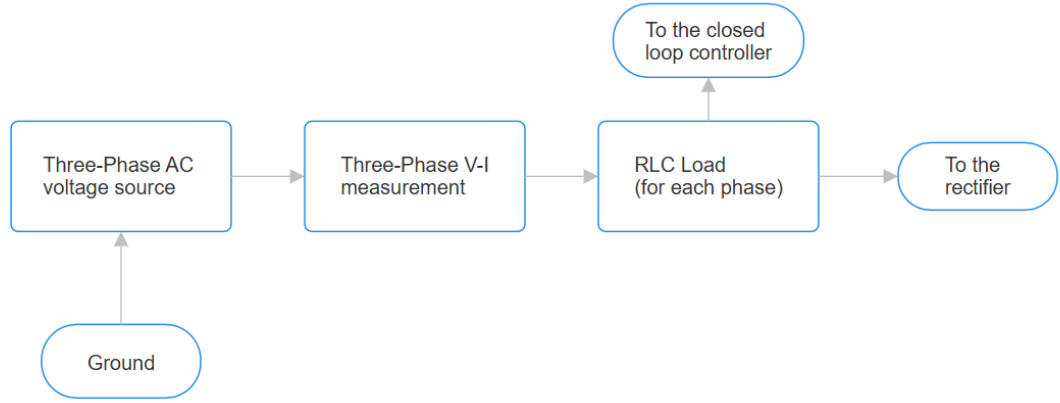 To the closed
loop controller
Three-Phase AC
voltage source
Three-Phase V-I
measurement
RLC Load
(for each phase)
To the
rectifier
Ground